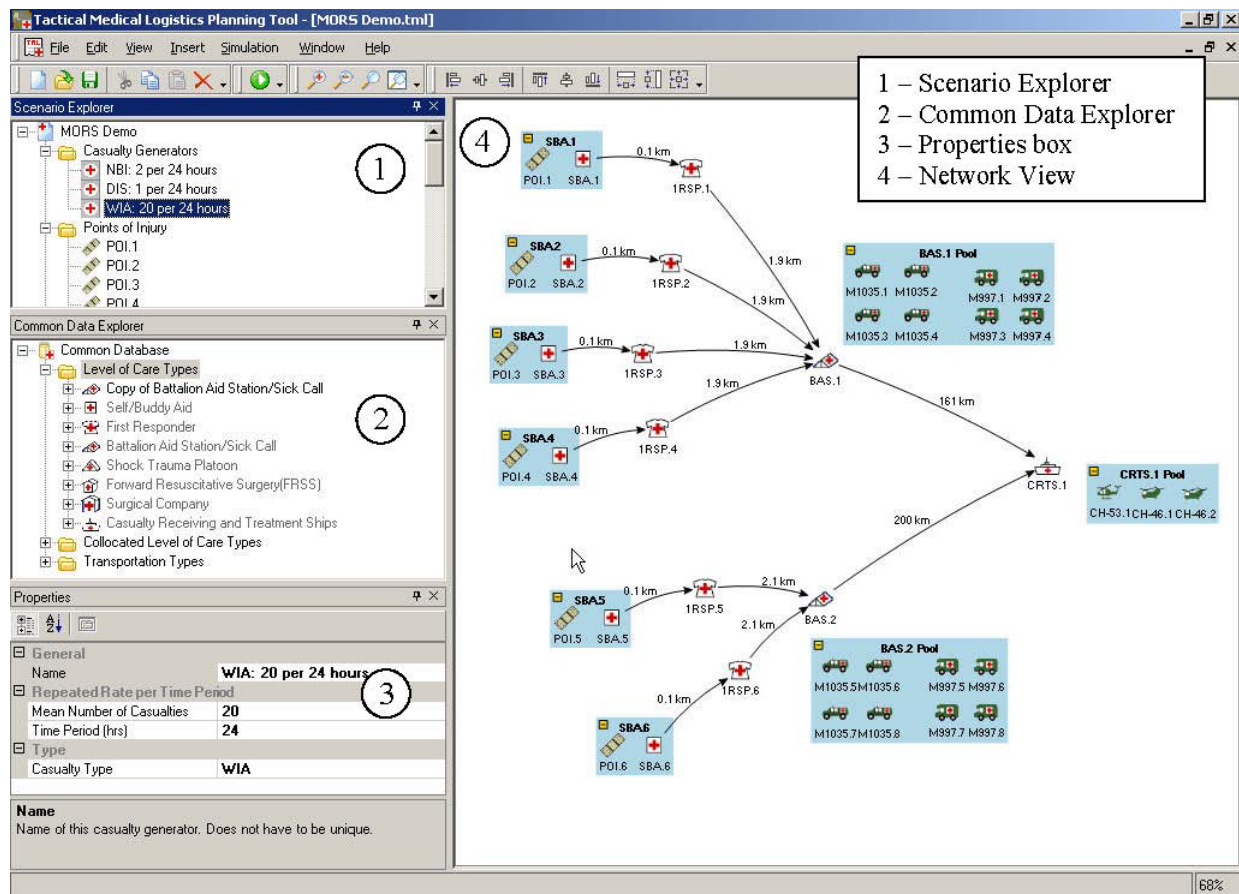 Tactical Medical Logistics Planning Tool - [MORS Demo.tml]
File Edit View Insert Simulation Window Help
Scenario Explorer
MORS Demo
Casualty Generators
NBI: 2 per 24 hours
DIS: 1 per 24 hours
WIA: 20 per 24 hours
Points of Injury
POI.1
POI.2
POI.3
POI.4
1
Common Data Explorer
Common Database
Level of Care Types
Copy of Battalion Aid Station/Sick Call
Self/Buddy Aid
First Responder
Battalion Aid Station/Sick Call
Shock Trauma Platoon
Forward Resuscitative Surgery(FRSS)
Surgical Company
Casualty Receiving and Treatment Ships
Collocated Level of Care Types
Transportation Types
2
Properties
General
Name WIA: 20 per 24 hours
Repeated Rate per Time Period
Mean Number of Casualties 20
Time Period (hrs) 24
Type
Casualty Type WIA
3
Name
Name of this casualty generator. Does not have to be unique.
1 – Scenario Explorer
2 – Common Data Explorer
3 – Properties box
4 – Network View
4
SBA.1
POI.1 SBA.1
0.1 km
1RSP.1
1.9 km
SBA.2
POI.2 SBA.2
0.1 km
1RSP.2
1.9 km
SBA.3
POI.3 SBA.3
0.1 km
1RSP.3
1.9 km
SBA.4
POI.4 SBA.4
0.1 km
1RSP.4
1.9 km
BAS.1 Pool
M1035.1 M1035.2 M997.1 M997.2
M1035.3 M1035.4 M997.3 M997.4
BAS.1
161 km
CRTS.1
CRTS.1 Pool
CH-53.1 CH-46.1 CH-46.2
200 km
SBA.5
POI.5 SBA.5
0.1 km
1RSP.5
2.1 km
BAS.2
SBA.6
POI.6 SBA.6
0.1 km
1RSP.6
2.1 km
BAS.2 Pool
M1035.5 M1035.6 M997.5 M997.6
M1035.7 M1035.8 M997.7 M997.8
68%